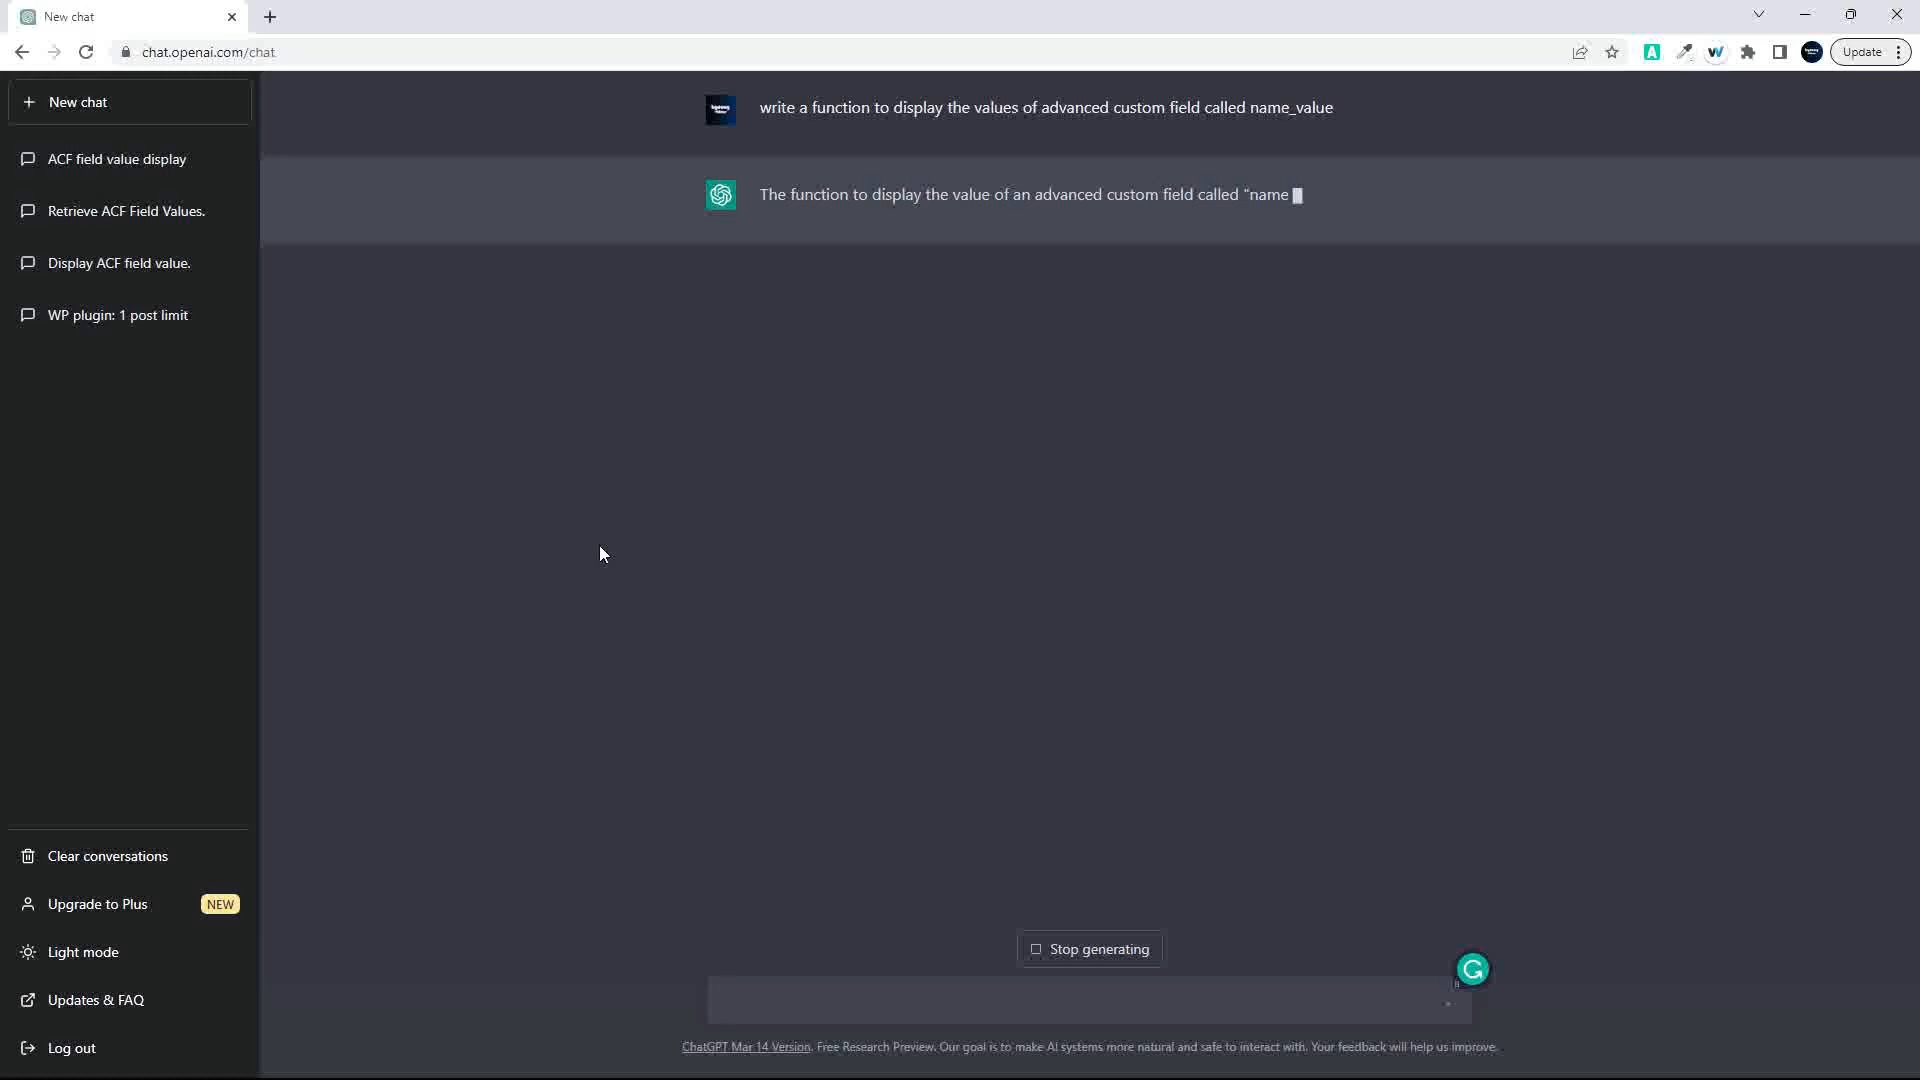 New chat
chat.openai.com/chat
Update
New chat
ACF field value display
Retrieve ACF Field Values.
Display ACF field value.
WP plugin: 1 post limit
write a function to display the values of advanced custom field called name_value
The function to display the value of an advanced custom field called "name
Stop generating
Clear conversations
Upgrade to Plus NEW
Light mode
Updates & FAQ
Log out
ChatGPT Mar 14 Version. Free Research Preview. Our goal is to make AI systems more natural and safe to interact with. Your feedback will help us improve.